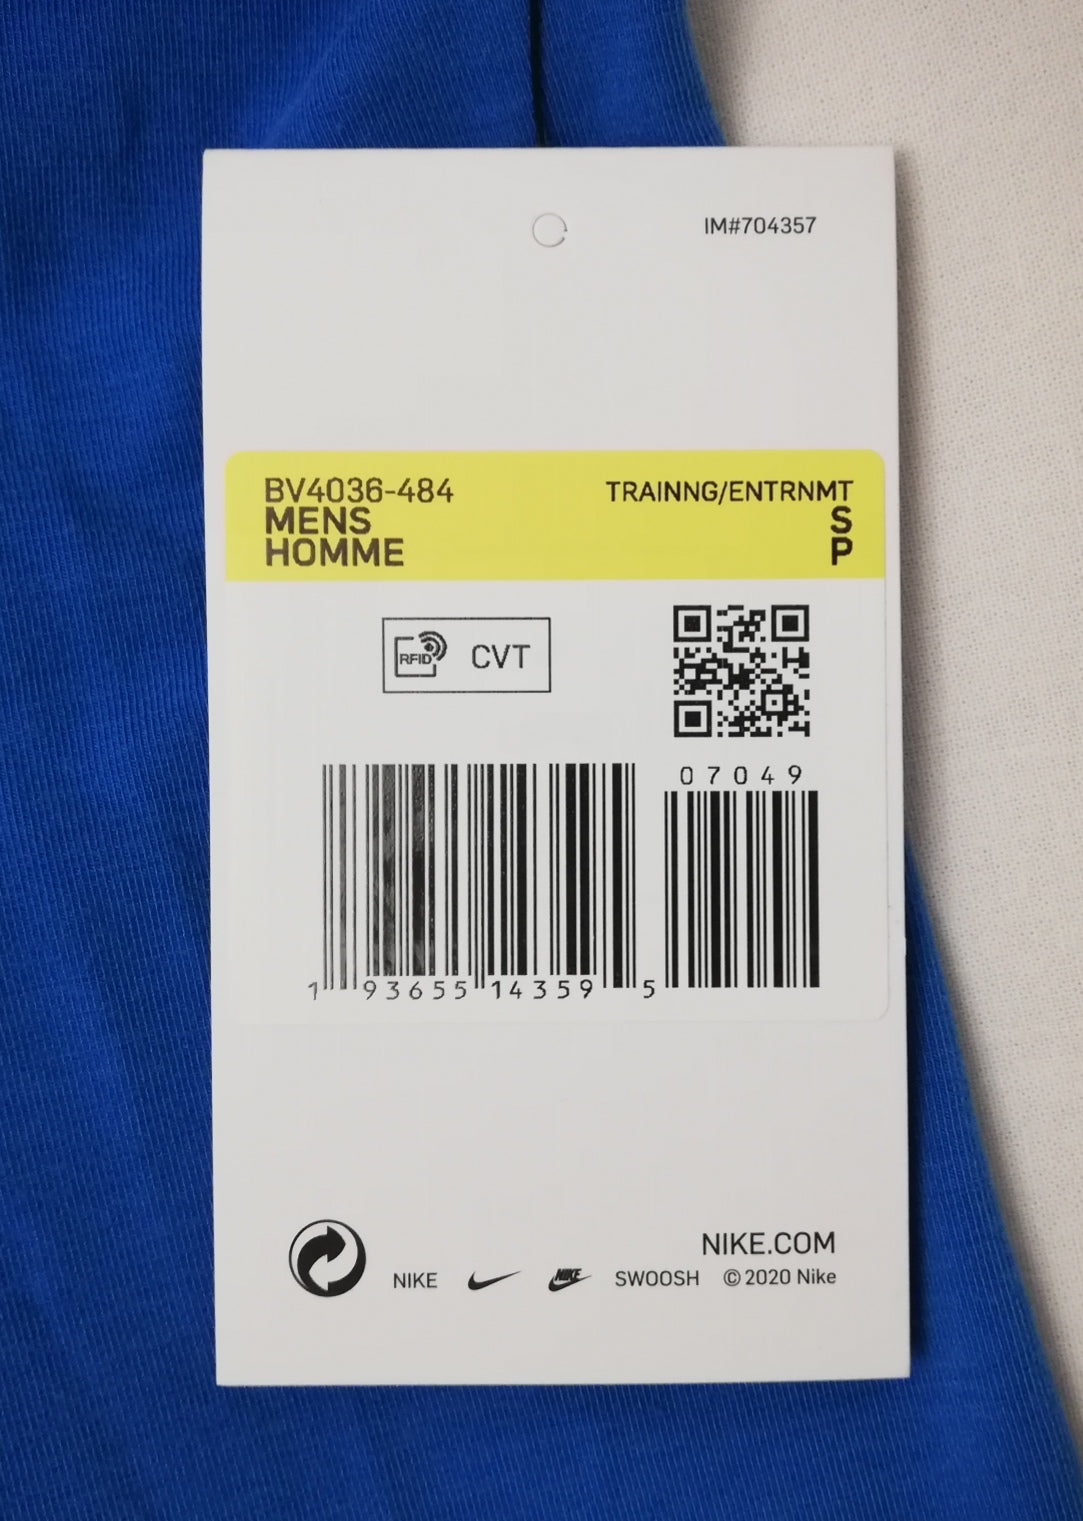 IM#704357
BV4036-484 TRAINNG/ENTRNMT
MENS S
HOMME P
RFID CVT
07049
1 93655 14359 5
NIKE.COM
NIKE NIKE SWOOSH © 2020 Nike